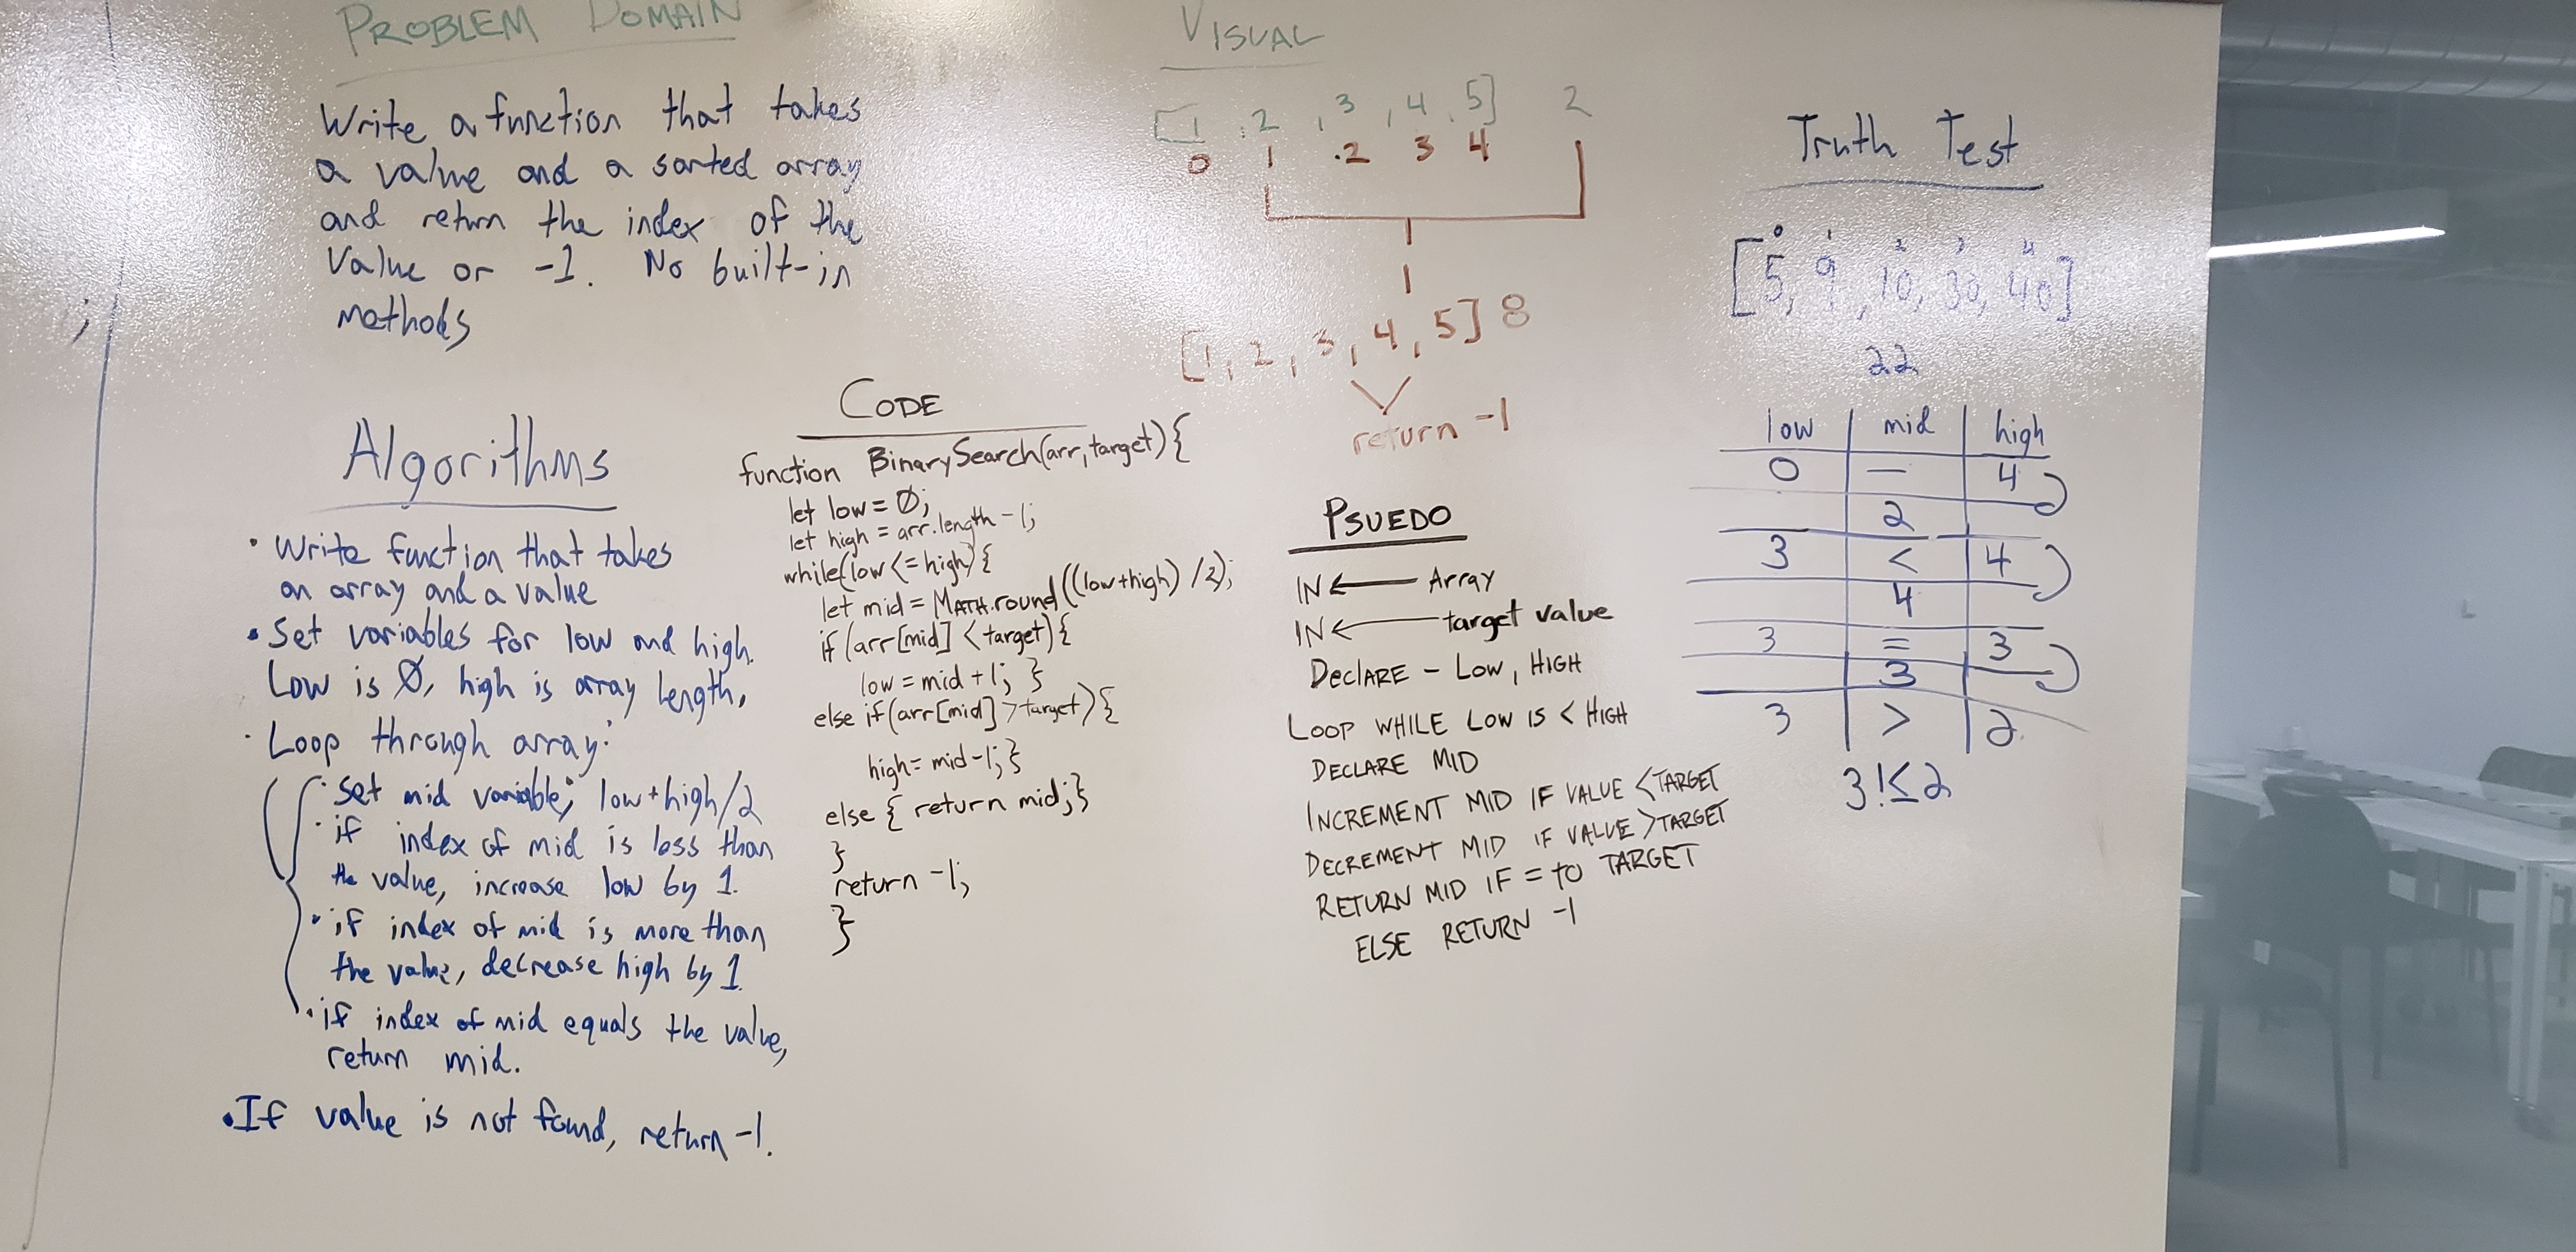 PROBLEM DOMAIN
Write a function that takes
a value and a sorted array
and return the index of the
Value or -1. No built-in
methods
;
Algorithms
• Write function that takes
an array and a value
• Set variables for low and high.
Low is Ø, high is array length.
• Loop through array:
• set mid variable; low+high/2
• if index of mid is less than
the value, increase low by 1.
• if index of mid is more than
the value, decrease high by 1
• if index of mid equals the value,
return mid.
• If value is not found, return -1.
CODE
function BinarySearch(arr, target) {
let low = Ø;
let high = arr.length - 1;
while(low <= high) {
let mid = MATH.round((low+high) /2);
if (arr[mid] < target) {
low = mid + 1; }
else if (arr[mid] > target) {
high = mid - 1; }
else { return mid; }
}
return -1;
}
VISUAL
[1, 2, 3, 4, 5] 2
0 1 2 3 4
[1, 2, 3, 4, 5] 8
return -1
PSUEDO
IN ← Array
IN ← target value
DECLARE - LOW, HIGH
LOOP WHILE LOW IS < HIGH
DECLARE MID
INCREMENT MID IF VALUE < TARGET
DECREMENT MID IF VALUE > TARGET
RETURN MID IF = TO TARGET
ELSE RETURN -1
Truth Test
0 1 2 3 4
[5, 9, 10, 30, 40]
22
low mid high
0 — 4
2
3 < 4
4
3 = 3
3
3 > 2
3 !≤ 2